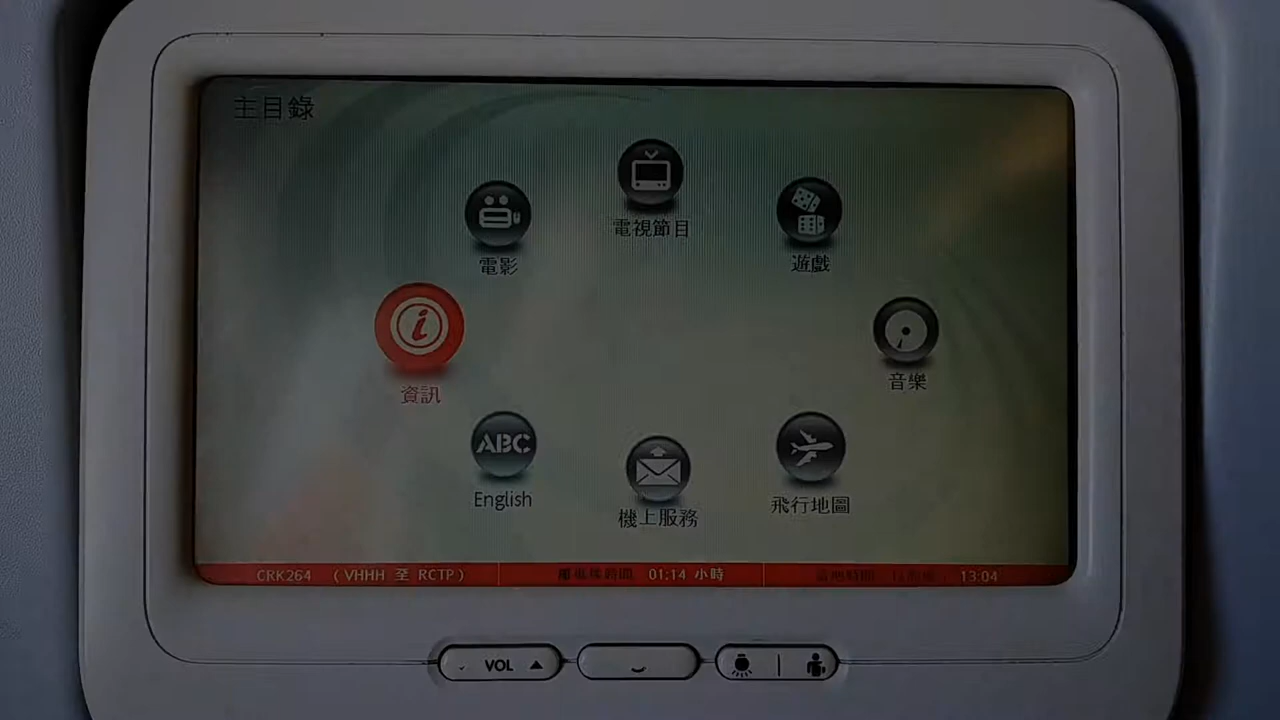 主目錄
電視節目
電影
遊戲
資訊
音樂
ABC
English
機上服務
飛行地圖
CRK264 (VHHH 至 RCTP)
01:14 小時
13:04
VOL